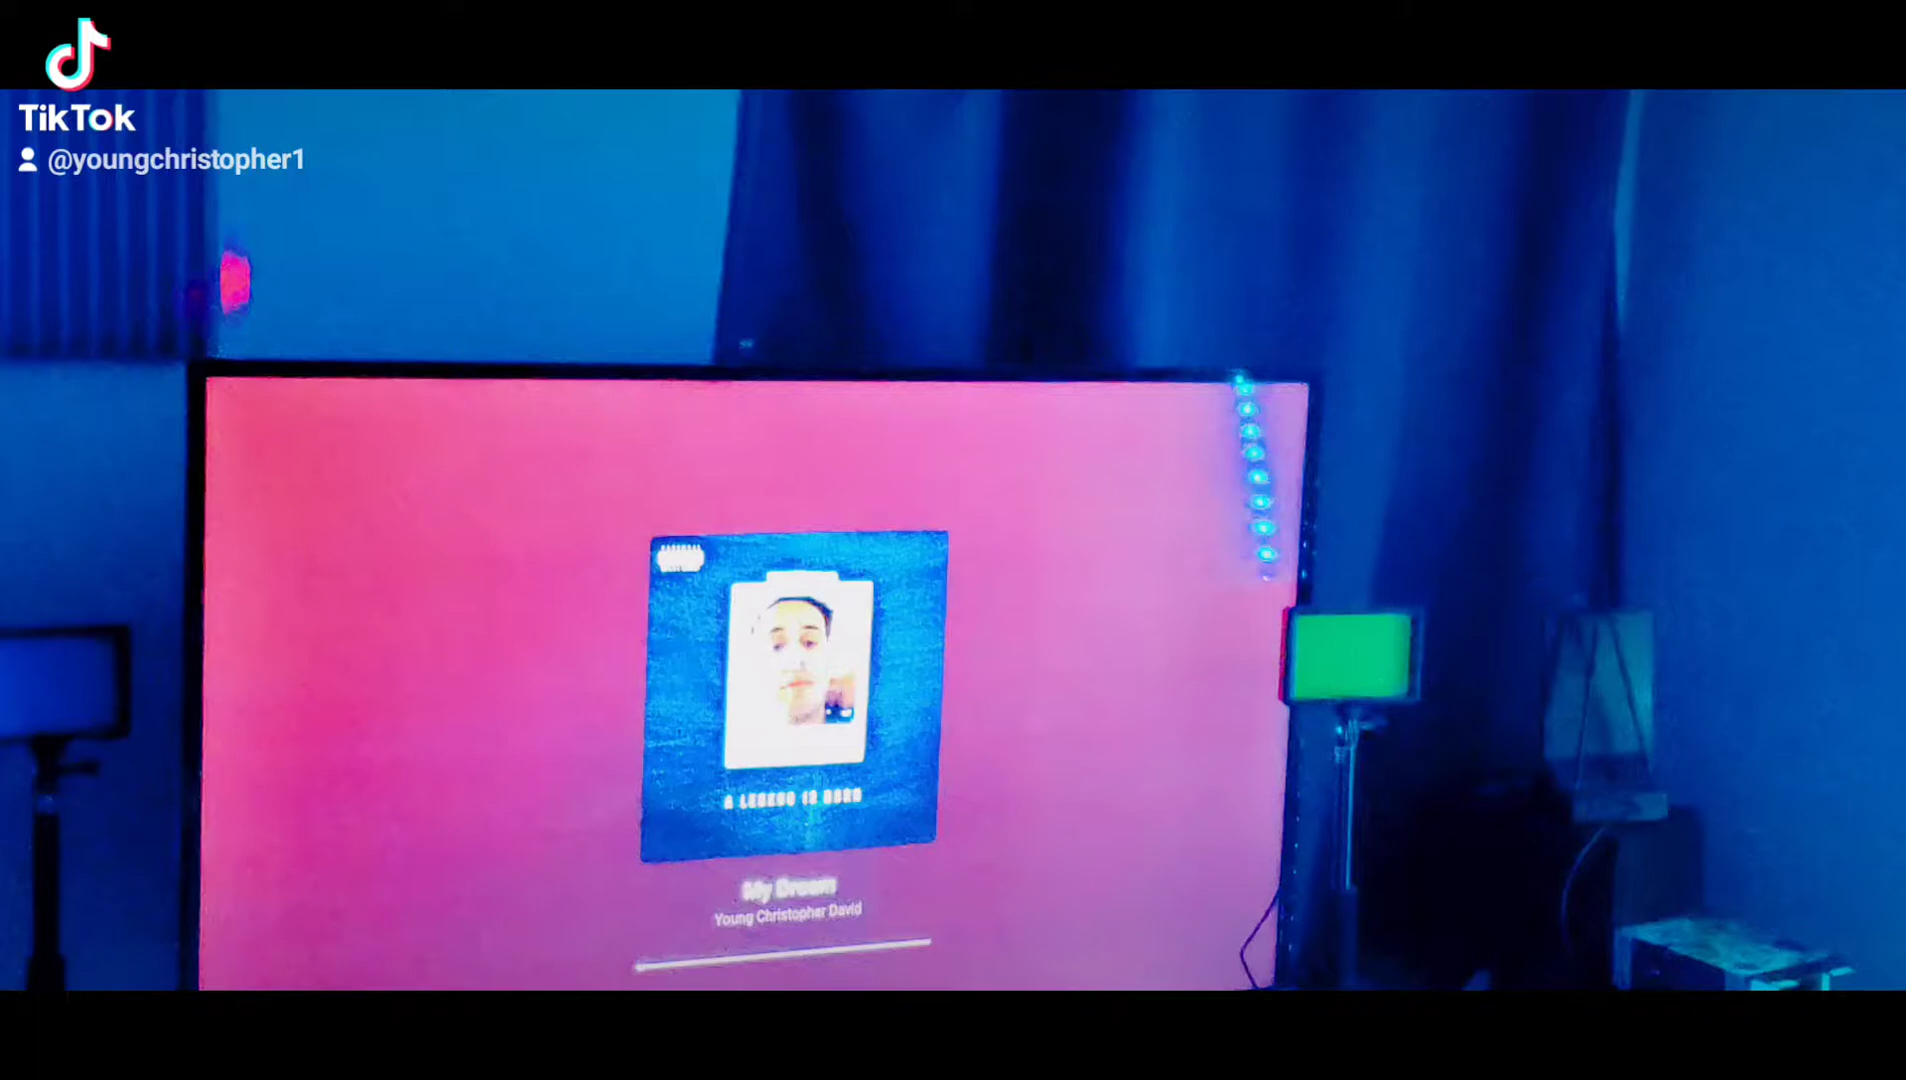 TikTok
@youngchristopher1
A LEGEND IS BORN
My Dream
Young Christopher David